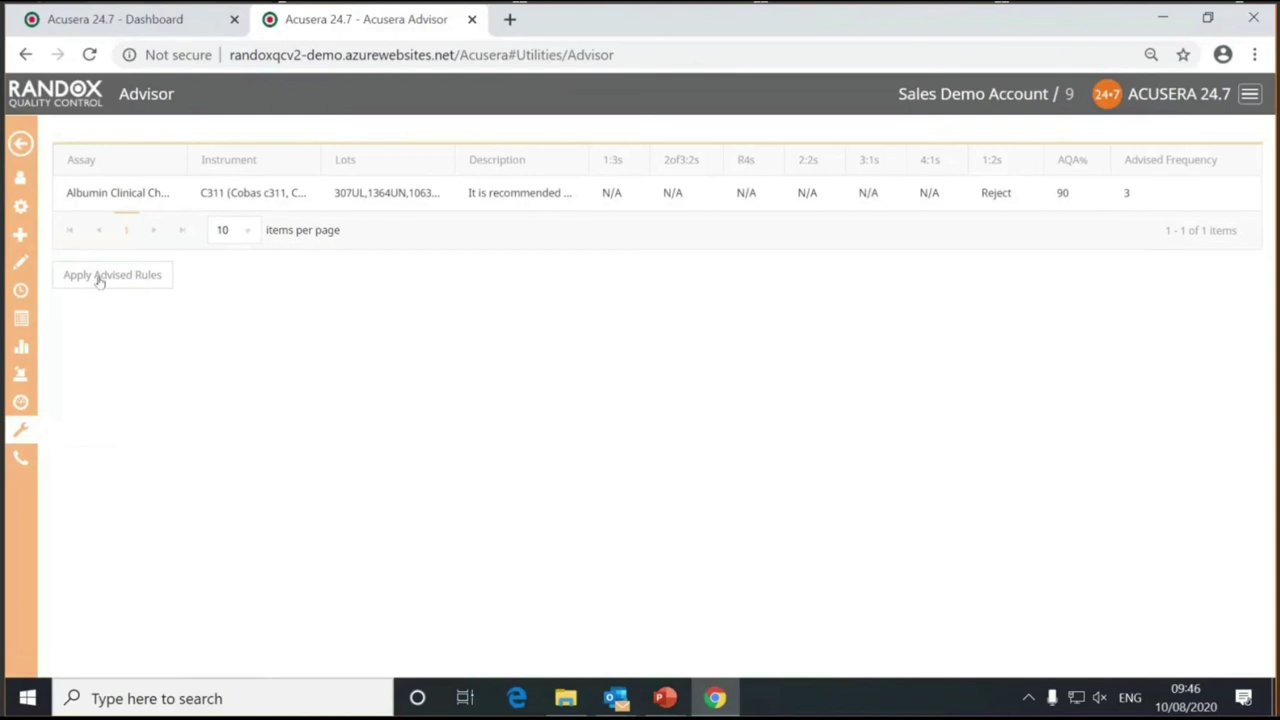 Acusera 24.7 - Dashboard
Acusera 24.7 - Acusera Advisor
Not secure
randoxqcv2-demo.azurewebsites.net/Acusera#Utilities/Advisor
RANDOX
QUALITY CONTROL
Advisor
Sales Demo Account / 9
24•7
ACUSERA 24.7
Assay Instrument Lots Description 1:3s 2of3:2s R4s 2:2s 3:1s 4:1s 1:2s AQA% Advised Frequency
Albumin Clinical Ch... C311 (Cobas c311, C... 307UL,1364UN,1063... It is recommended ... N/A N/A N/A N/A N/A N/A Reject 90 3
1 10 items per page 1 - 1 of 1 items
Apply Advised Rules
Type here to search
ENG
09:46
10/08/2020